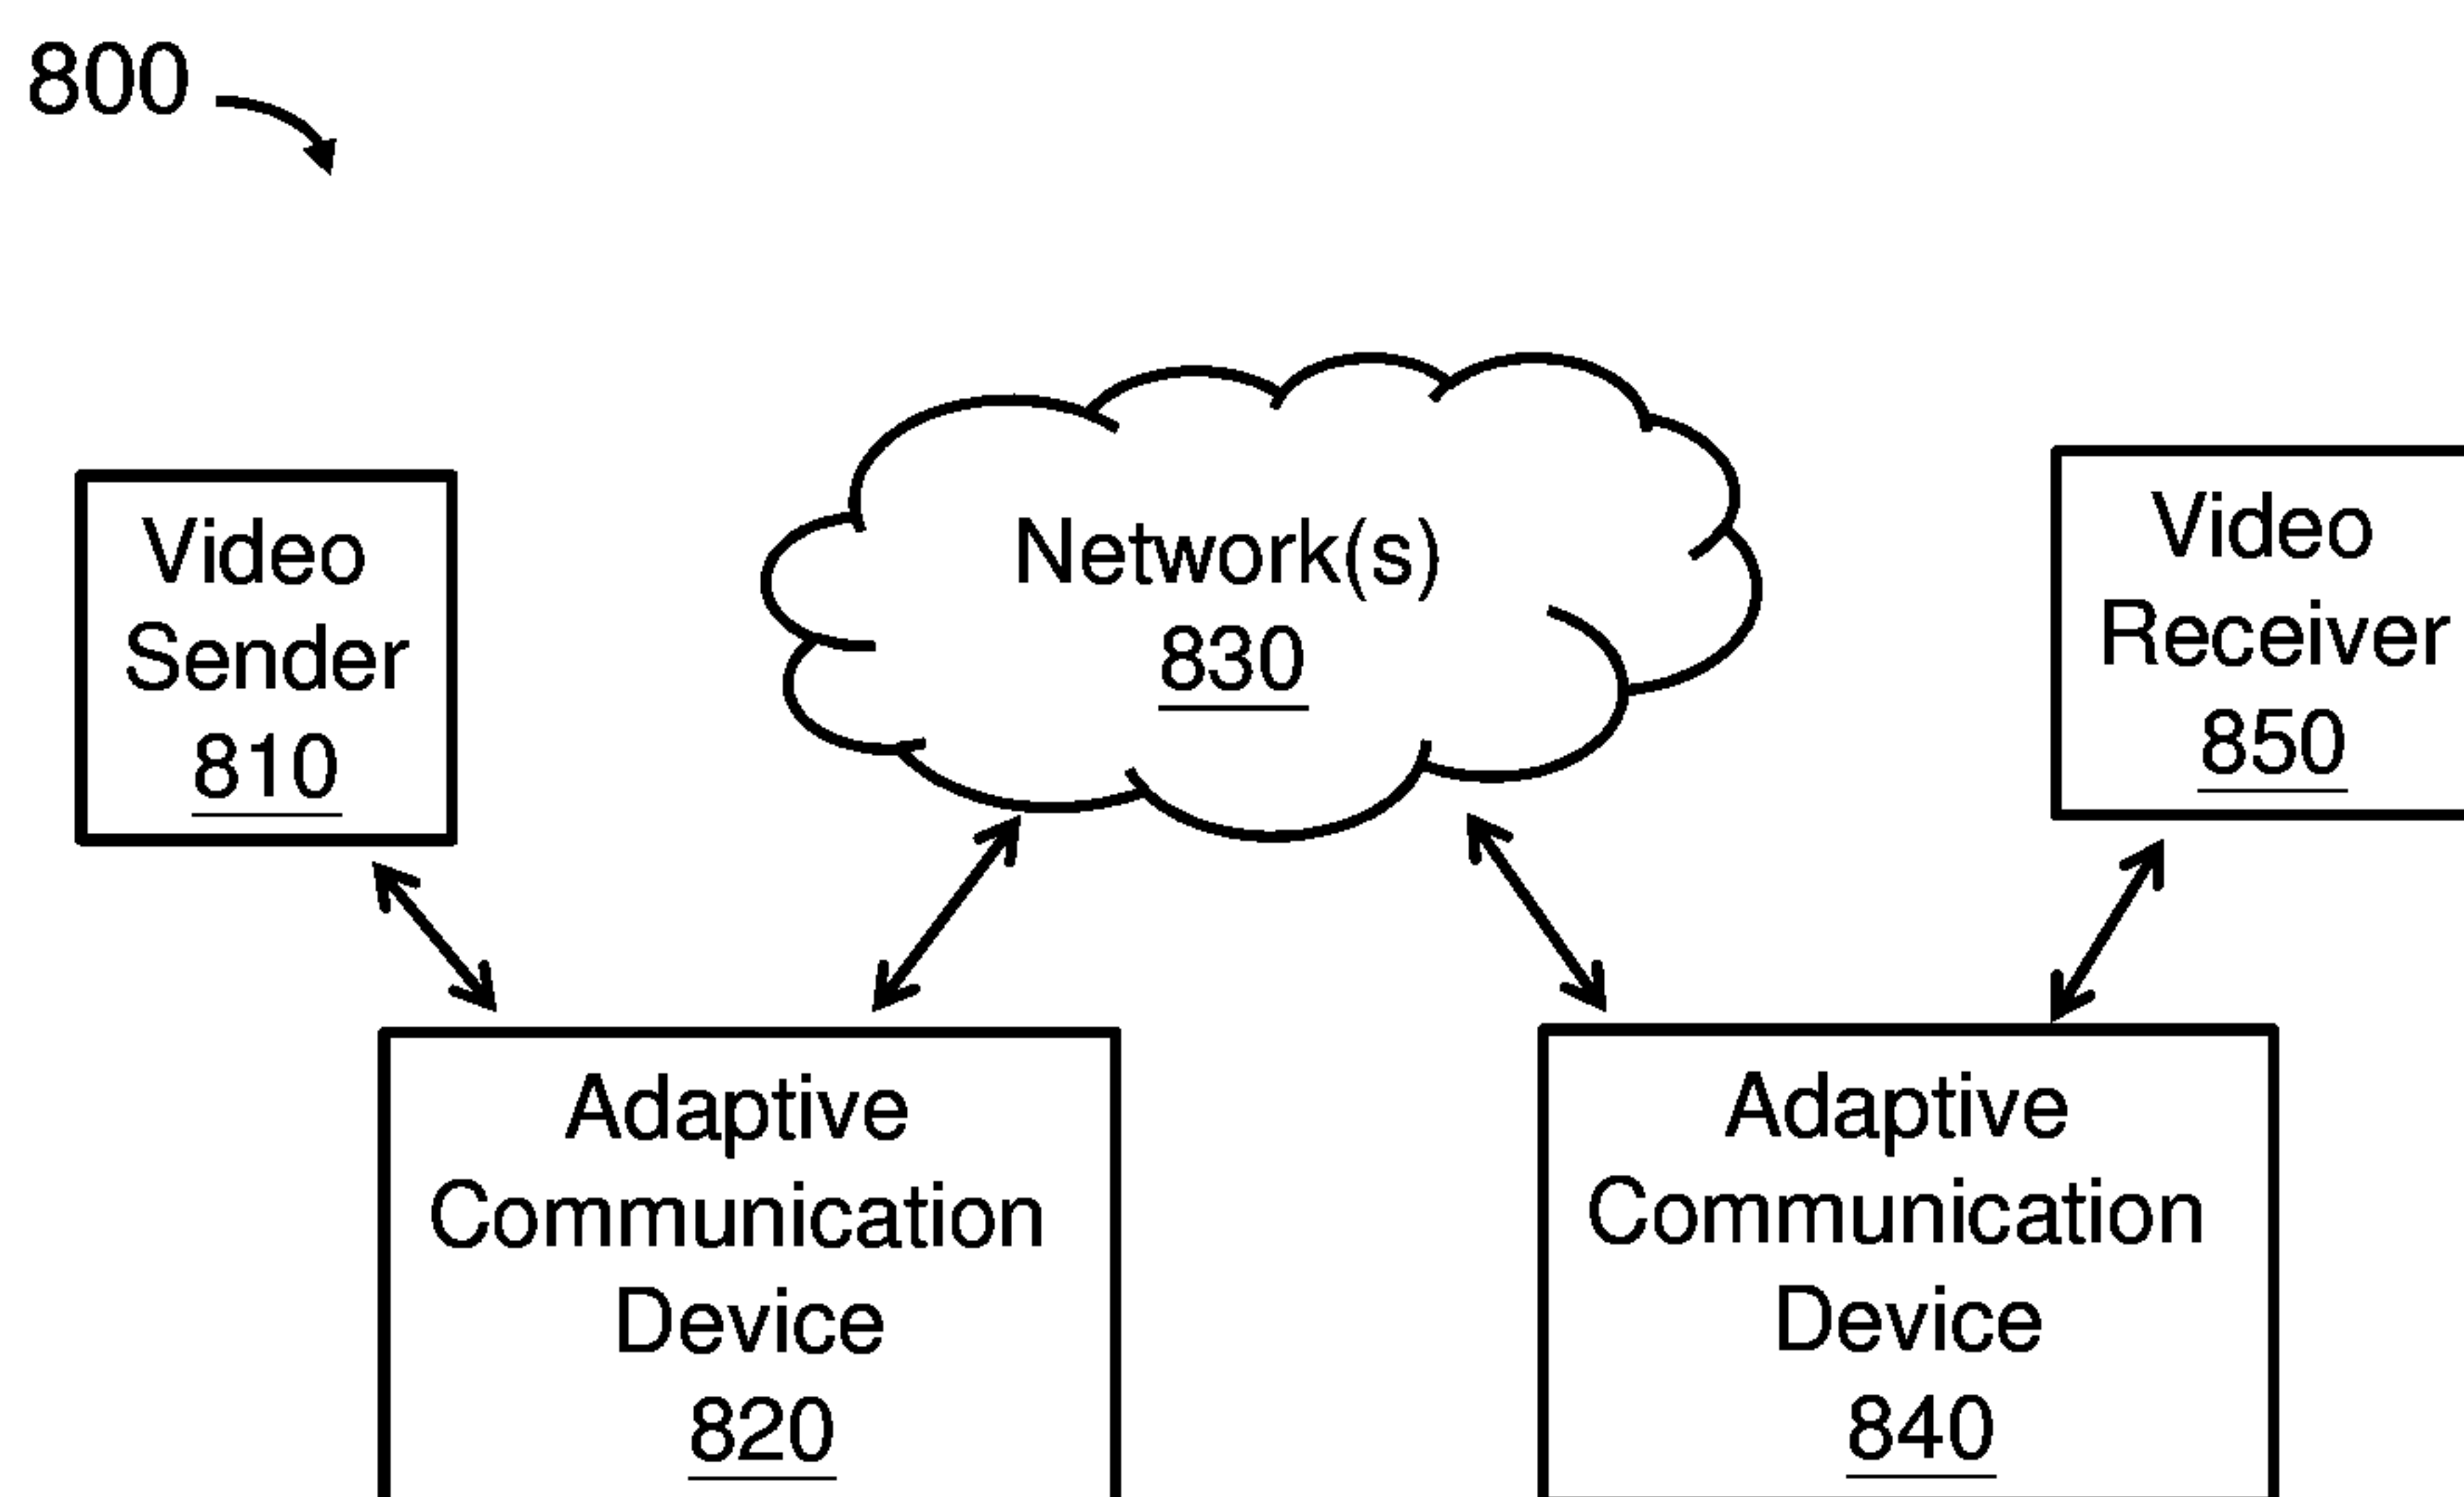 800
Video
Sender
810
Network(s)
830
Video
Receiver
850
Adaptive
Communication
Device
820
Adaptive
Communication
Device
840